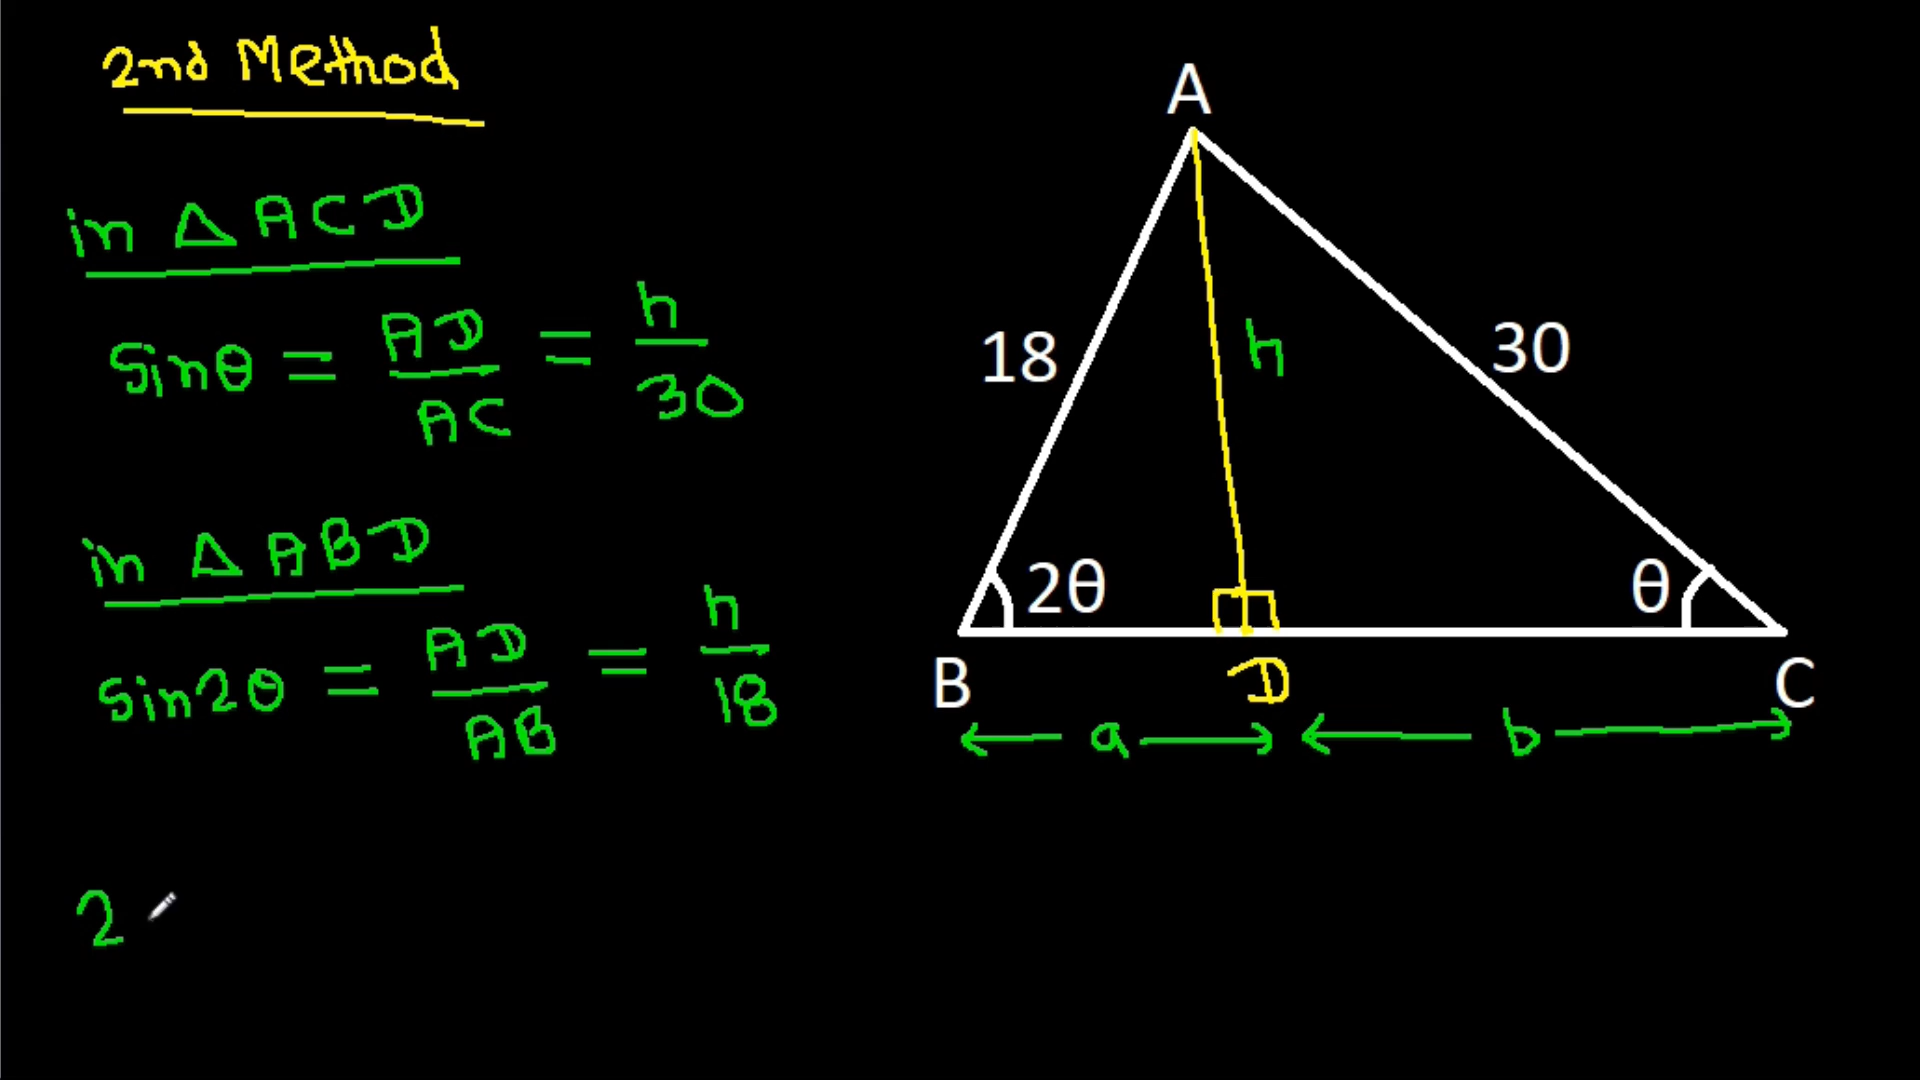 2nd Method
in Δ ACD
Sinθ = AD/AC = h/30
in Δ ABD
Sin2θ = AD/AB = h/18
2
A
18
h
30
2θ
θ
B
D
C
a
b